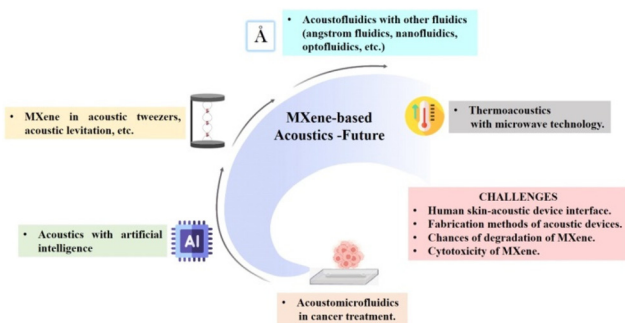 Å
• Acoustofluidics with other fluidics
(angstrom fluidics, nanofluidics,
optofluidics, etc.)
• MXene in acoustic tweezers,
acoustic levitation, etc.
MXene-based
Acoustics -Future
• Thermoacoustics
with microwave technology.
• Acoustics with artificial
intelligence
AI
CHALLENGES
• Human skin-acoustic device interface.
• Fabrication methods of acoustic devices.
• Chances of degradation of MXene.
• Cytotoxicity of MXene.
• Acoustomicrofluidics
in cancer treatment.